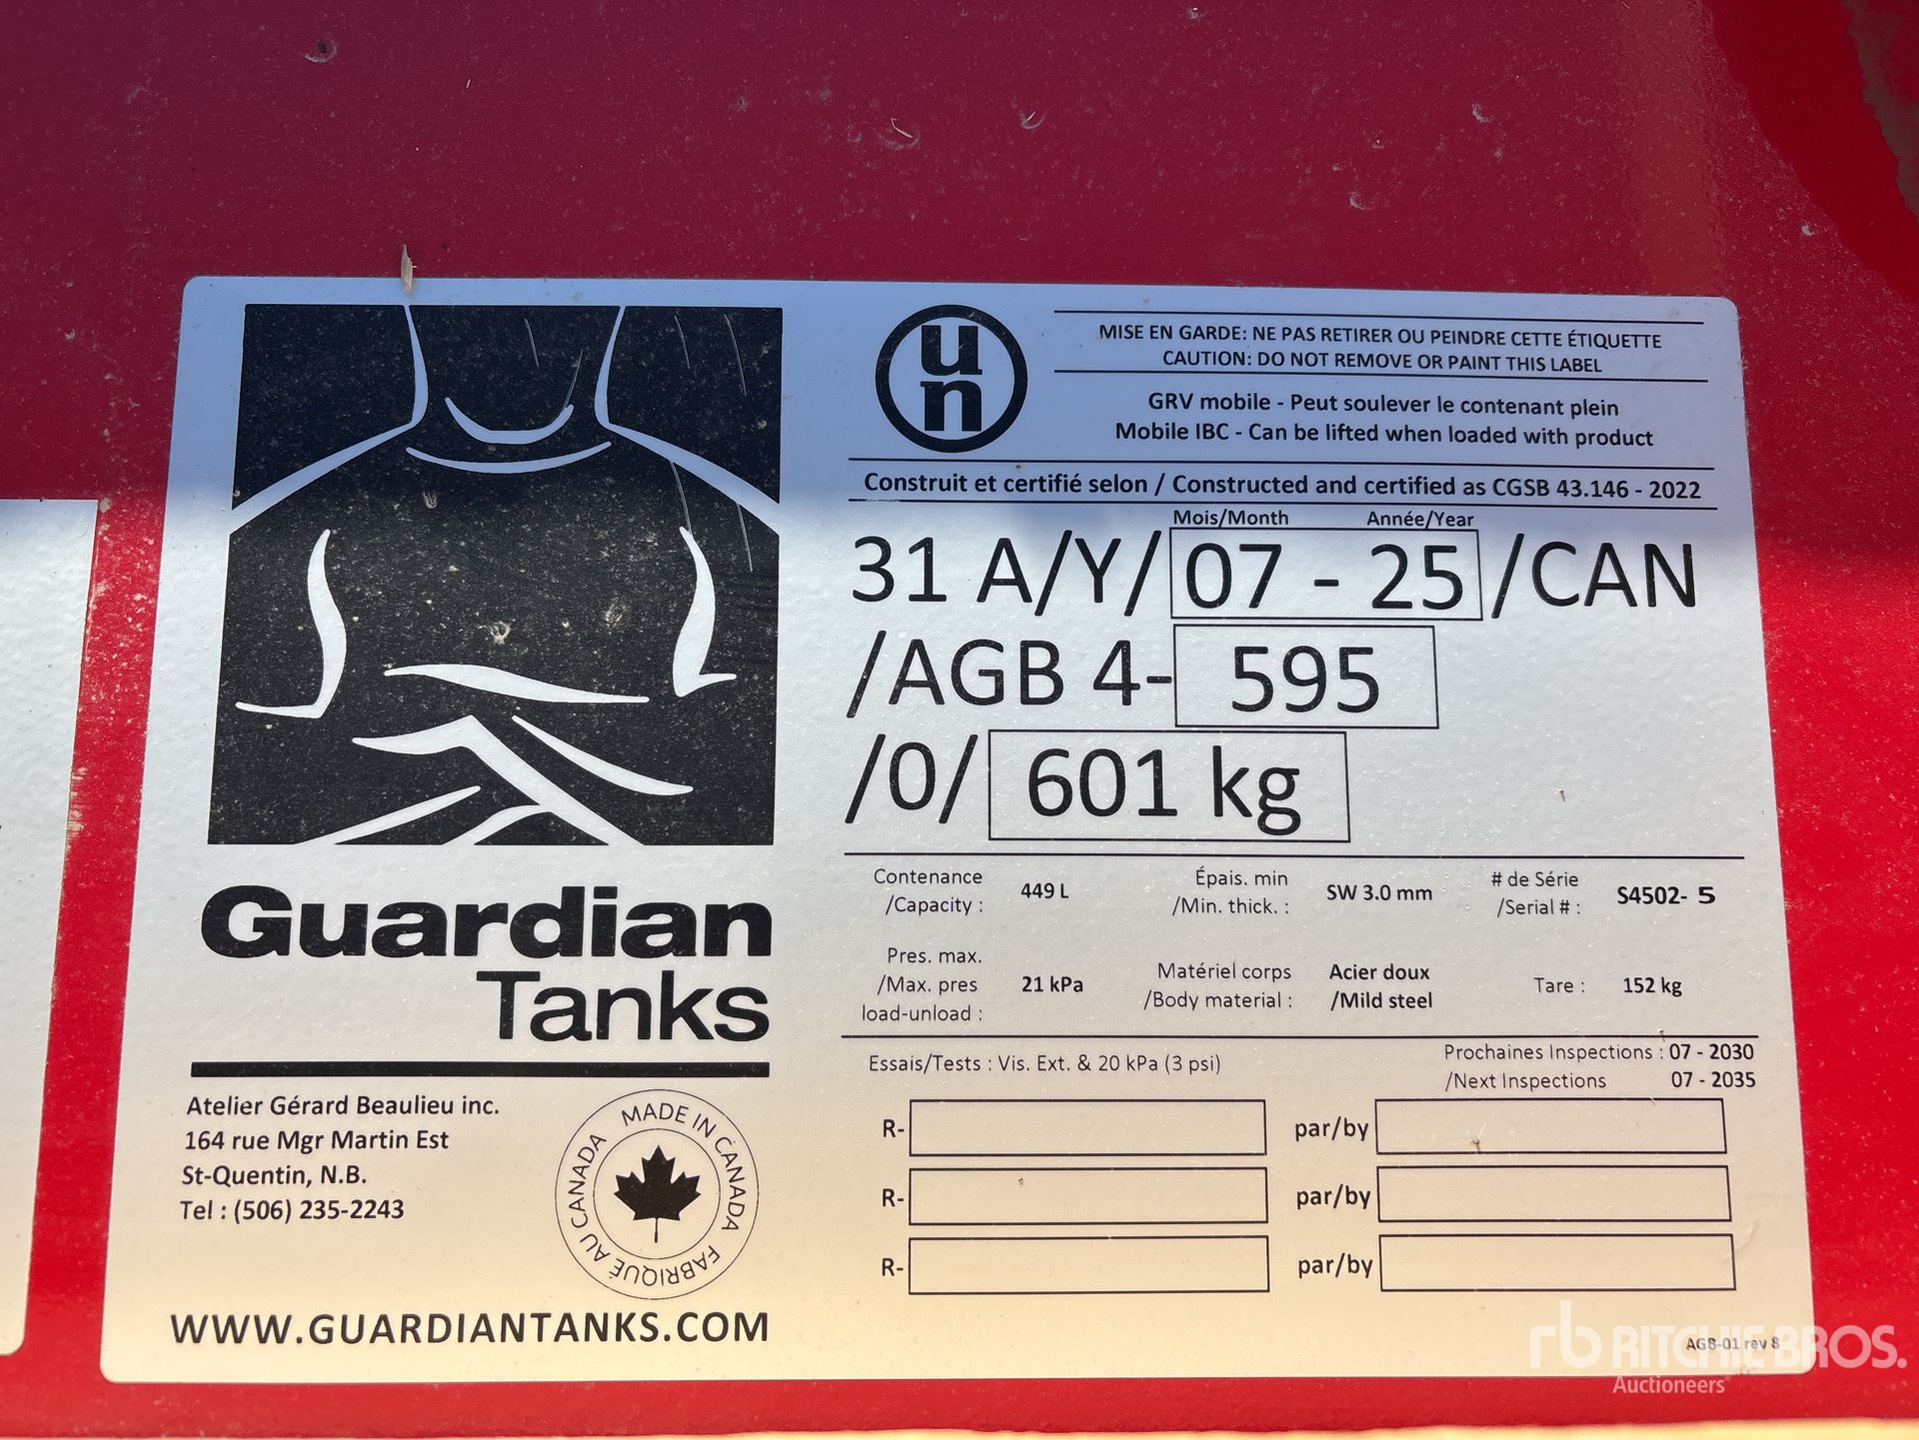 un
MISE EN GARDE: NE PAS RETIRER OU PEINDRE CETTE ÉTIQUETTE
CAUTION: DO NOT REMOVE OR PAINT THIS LABEL
GRV mobile - Peut soulever le contenant plein
Mobile IBC - Can be lifted when loaded with product
Construit et certifié selon / Constructed and certified as CGSB 43.146 - 2022
Mois/Month Année/Year
31 A/Y/ 07 - 25 /CAN
/AGB 4- 595
/0/ 601 kg
Contenance /Capacity : 449 L
Épais. min /Min. thick. : SW 3.0 mm
# de Série /Serial # : S4502- 5
Pres. max. /Max. pres load-unload : 21 kPa
Matériel corps /Body material : Acier doux /Mild steel
Tare : 152 kg
Essais/Tests : Vis. Ext. & 20 kPa (3 psi)
Prochaines Inspections : 07 - 2030
/Next Inspections 07 - 2035
R- par/by
R- par/by
R- par/by
AGB-01 rev 8
Guardian
Tanks
Atelier Gérard Beaulieu inc.
164 rue Mgr Martin Est
St-Quentin, N.B.
Tel : (506) 235-2243
MADE IN CANADA
FABRIQUÉ AU CANADA
WWW.GUARDIANTANKS.COM
rb RITCHIE BROS.
Auctioneers